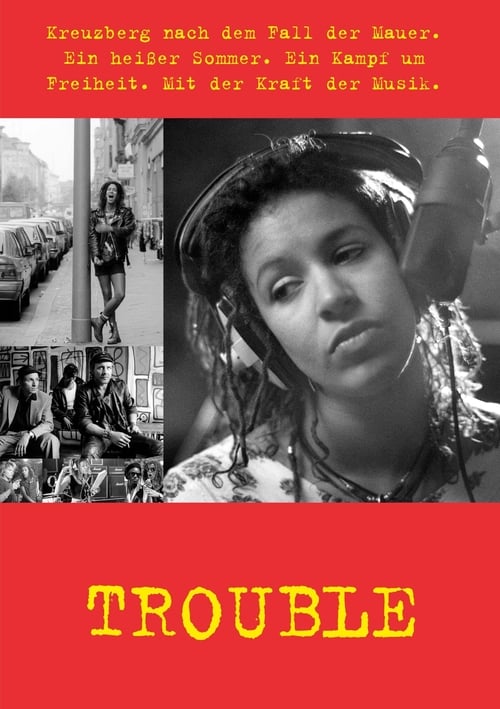 Kreuzberg nach dem Fall der Mauer.
Ein heißer Sommer. Ein Kampf um
Freiheit. Mit der Kraft der Musik.
TROUBLE